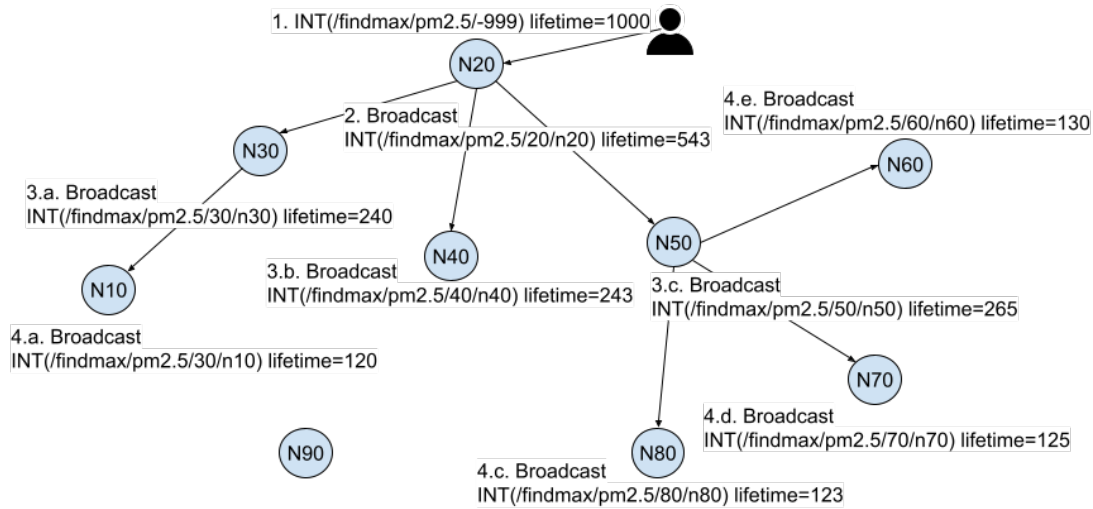 1. INT(/findmax/pm2.5/-999) lifetime=1000
N20
2. Broadcast
INT(/findmax/pm2.5/20/n20) lifetime=543
4.e. Broadcast
INT(/findmax/pm2.5/60/n60) lifetime=130
N30
N60
3.a. Broadcast
INT(/findmax/pm2.5/30/n30) lifetime=240
N40
N50
3.b. Broadcast
INT(/findmax/pm2.5/40/n40) lifetime=243
N10
3.c. Broadcast
INT(/findmax/pm2.5/50/n50) lifetime=265
4.a. Broadcast
INT(/findmax/pm2.5/30/n10) lifetime=120
N70
4.d. Broadcast
INT(/findmax/pm2.5/70/n70) lifetime=125
N90
N80
4.c. Broadcast
INT(/findmax/pm2.5/80/n80) lifetime=123